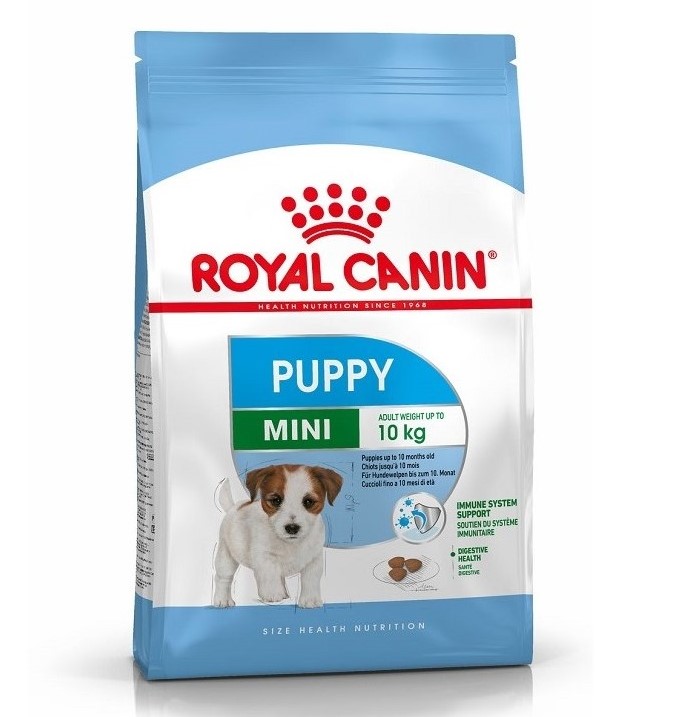 ROYAL CANIN®
HEALTH NUTRITION SINCE 1968
PUPPY
MINI
ADULT WEIGHT UP TO
10 kg
Puppies up to 10 months old
Chiots jusqu'à 10 mois
Für Hundewelpen bis zum 10. Monat
Cuccioli fino a 10 mesi di età
IMMUNE SYSTEM
SUPPORT
SOUTIEN DU SYSTÈME
IMMUNITAIRE
DIGESTIVE
HEALTH
SANTÉ
DIGESTIVE
SIZE HEALTH NUTRITION